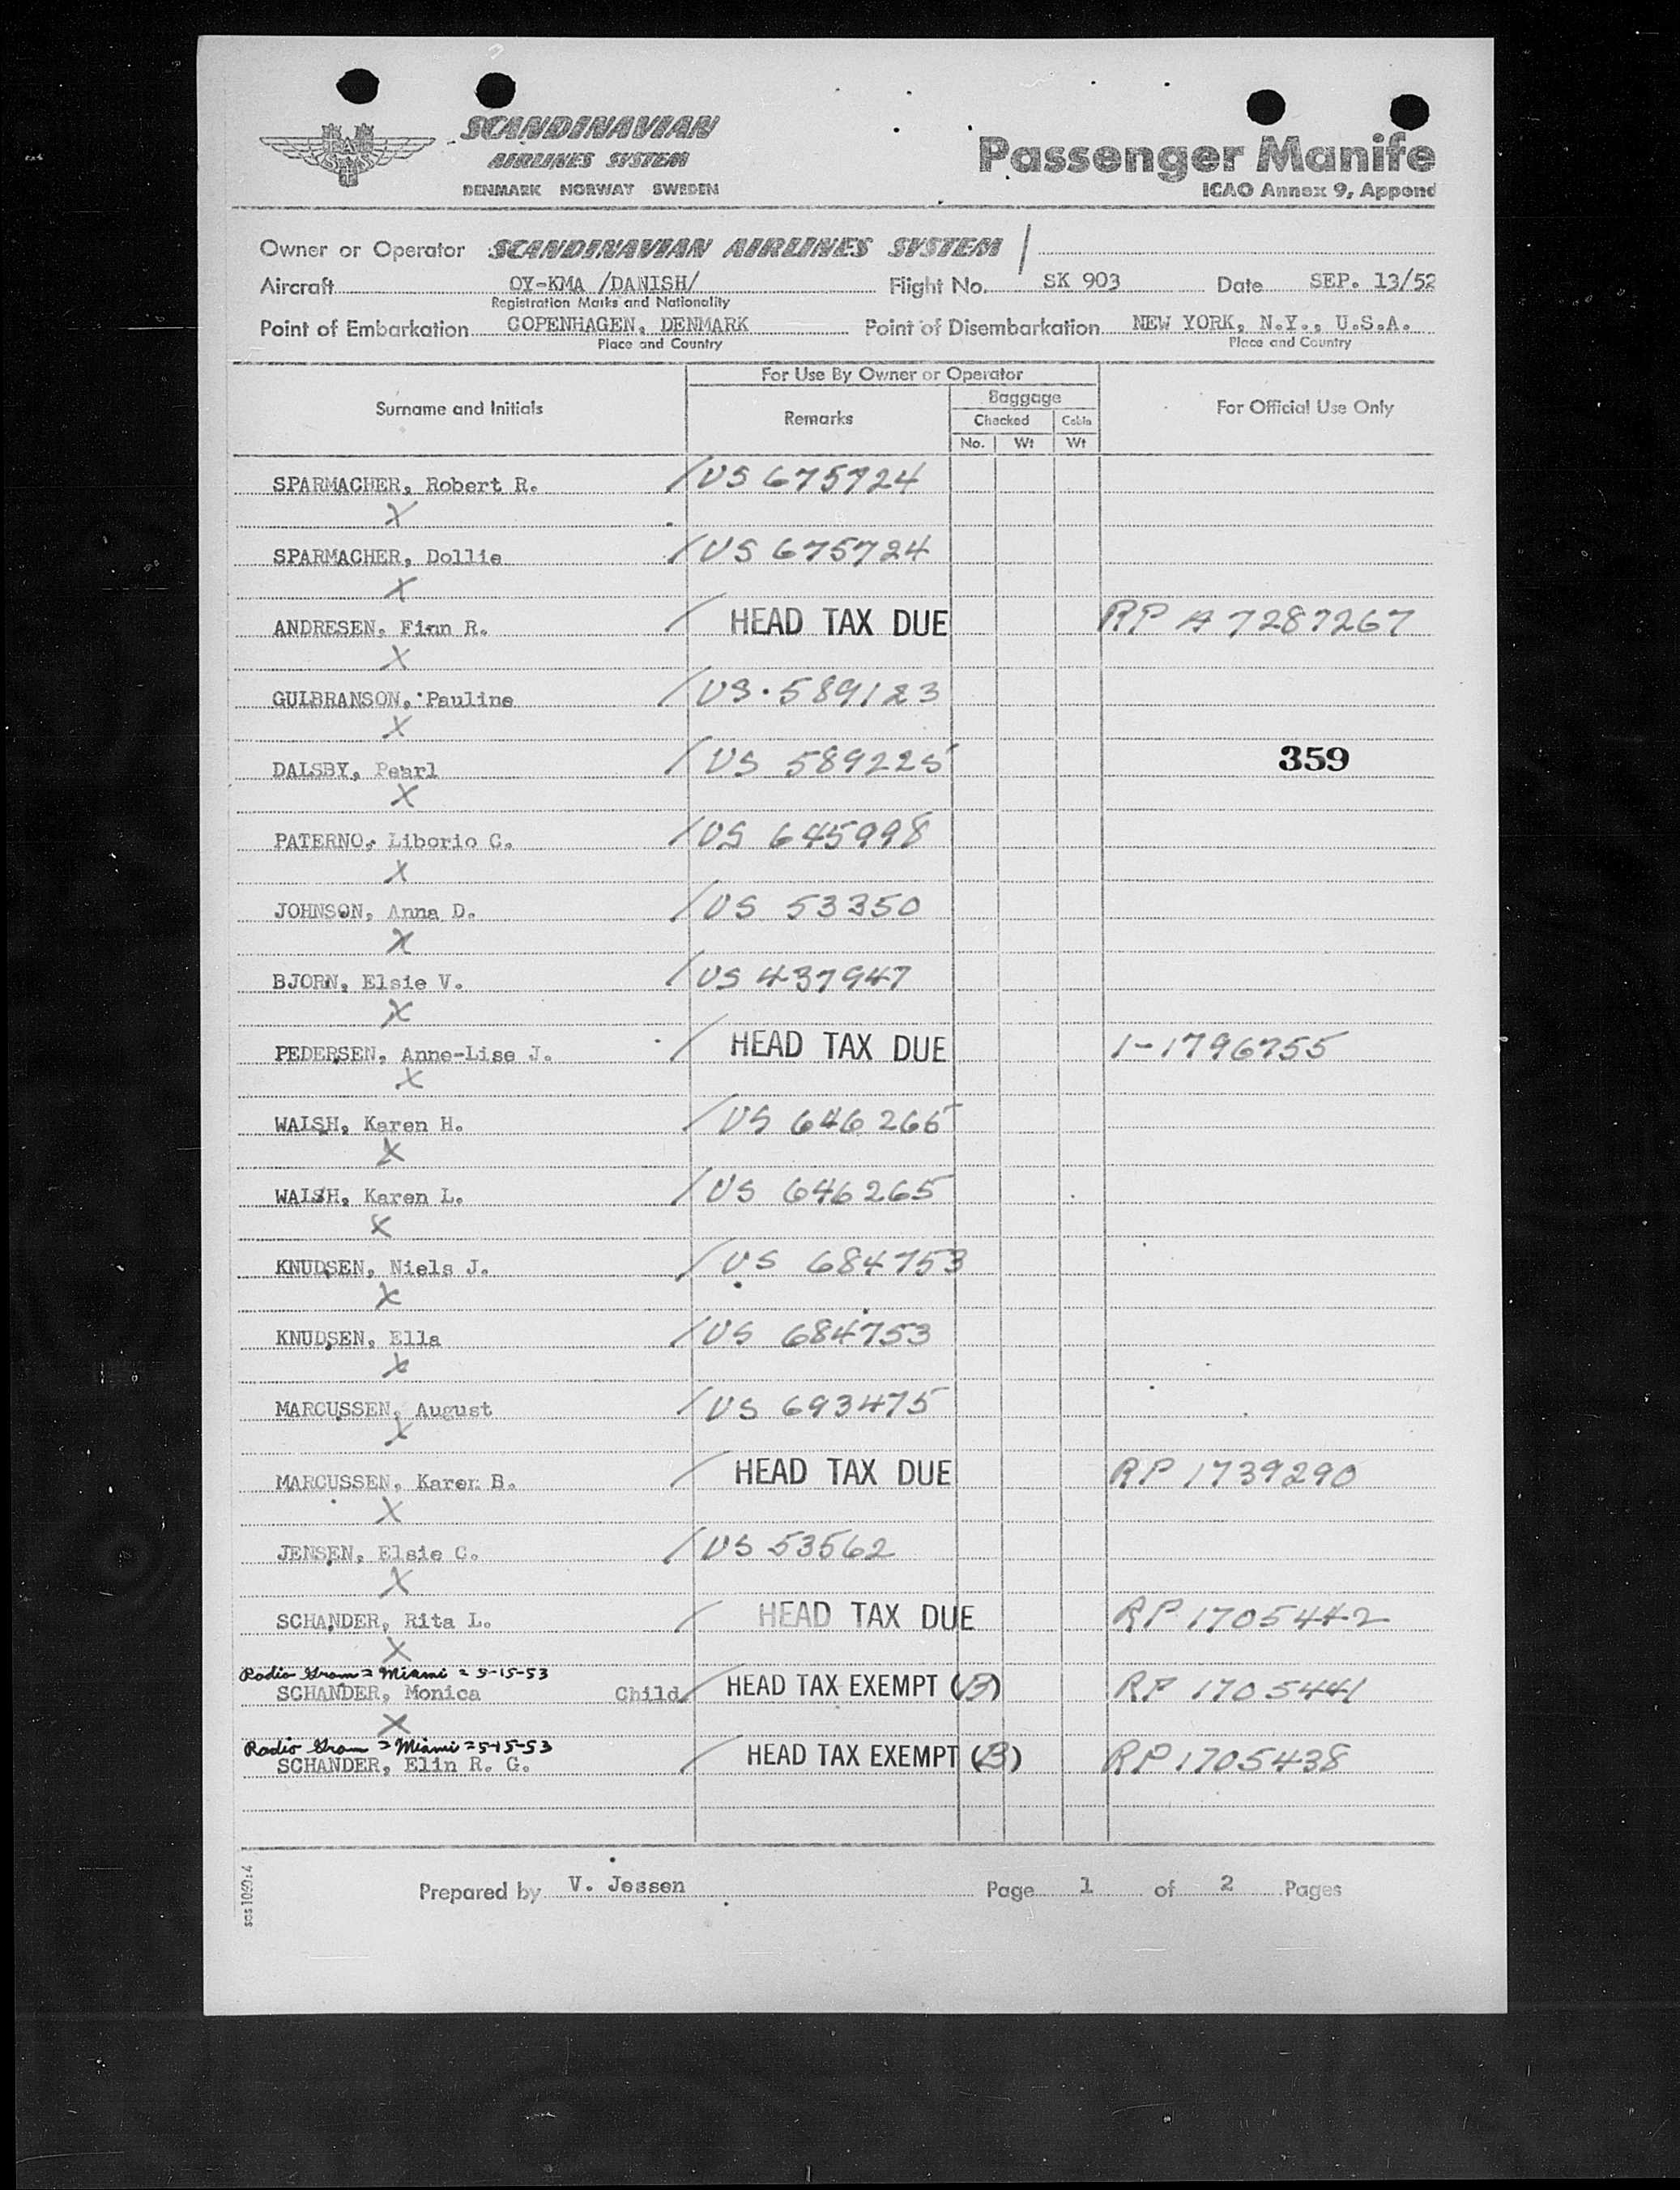 SCANDINAVIAN
AIRLINES SYSTEM
DENMARK NORWAY SWEDEN
SAS
Passenger Manife
ICAO Annex 9, Append
Owner or Operator SCANDINAVIAN AIRLINES SYSTEM /
Aircraft OY-KMA /DANISH/ Flight No. SK 903 Date SEP. 13/52
Registration Marks and Nationality
Point of Embarkation COPENHAGEN, DENMARK Point of Disembarkation NEW YORK, N.Y., U.S.A.
Place and Country Place and Country
For Use By Owner or Operator
Surname and Initials Remarks Baggage For Official Use Only
Checked Cabin
No. Wt Wt
SPARMACHER, Robert R. / US 675724
X
SPARMACHER, Dollie / US 675724
X
ANDRESEN, Finn R. / HEAD TAX DUE RP A 7287267
X
GULBRANSON, Pauline / US 589123
X
DALSBY, Pearl / US 589225 359
X
PATERNO, Liborio C. / US 645998
X
JOHNSON, Anna D. / US 53350
X
BJORN, Elsie V. / US 437947
X
PEDERSEN, Anne-Lise J. / HEAD TAX DUE 1-1796755
X
WALSH, Karen H. / US 646265
X
WALSH, Karen L. / US 646265
X
KNUDSEN, Niels J. / US 684753
X
KNUDSEN, Ella / US 684753
X
MARCUSSEN, August / US 693475
X
MARCUSSEN, Karen B. / HEAD TAX DUE RP 1739290
X
JENSEN, Elsie C. / US 53562
X
SCHANDER, Rita L. / HEAD TAX DUE RP 1705442
X
Radio Gram = Miami = 5-15-53
SCHANDER, Monica Child / HEAD TAX EXEMPT (B) RP 1705441
X
Radio Gram = Miami = 5-15-53
SCHANDER, Elin R. G. / HEAD TAX EXEMPT (B) RP 1705438
Prepared by V. Jessen Page 1 of 2 Pages
sas 1060:4